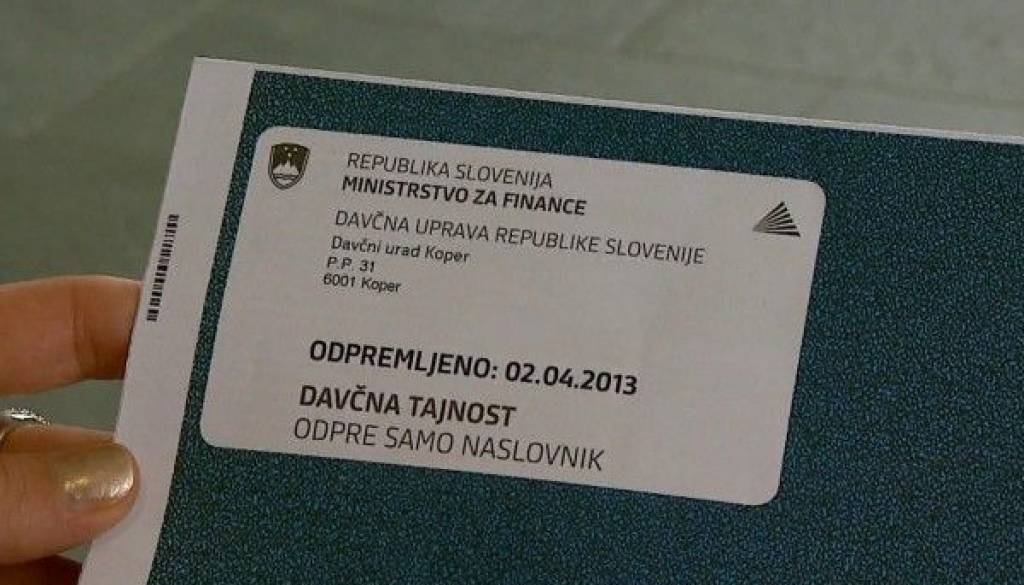 REPUBLIKA SLOVENIJA
MINISTRSTVO ZA FINANCE
DAVČNA UPRAVA REPUBLIKE SLOVENIJE
Davčni urad Koper
P.P. 31
6001 Koper
ODPREMLJENO: 02.04.2013
DAVČNA TAJNOST
ODPRE SAMO NASLOVNIK